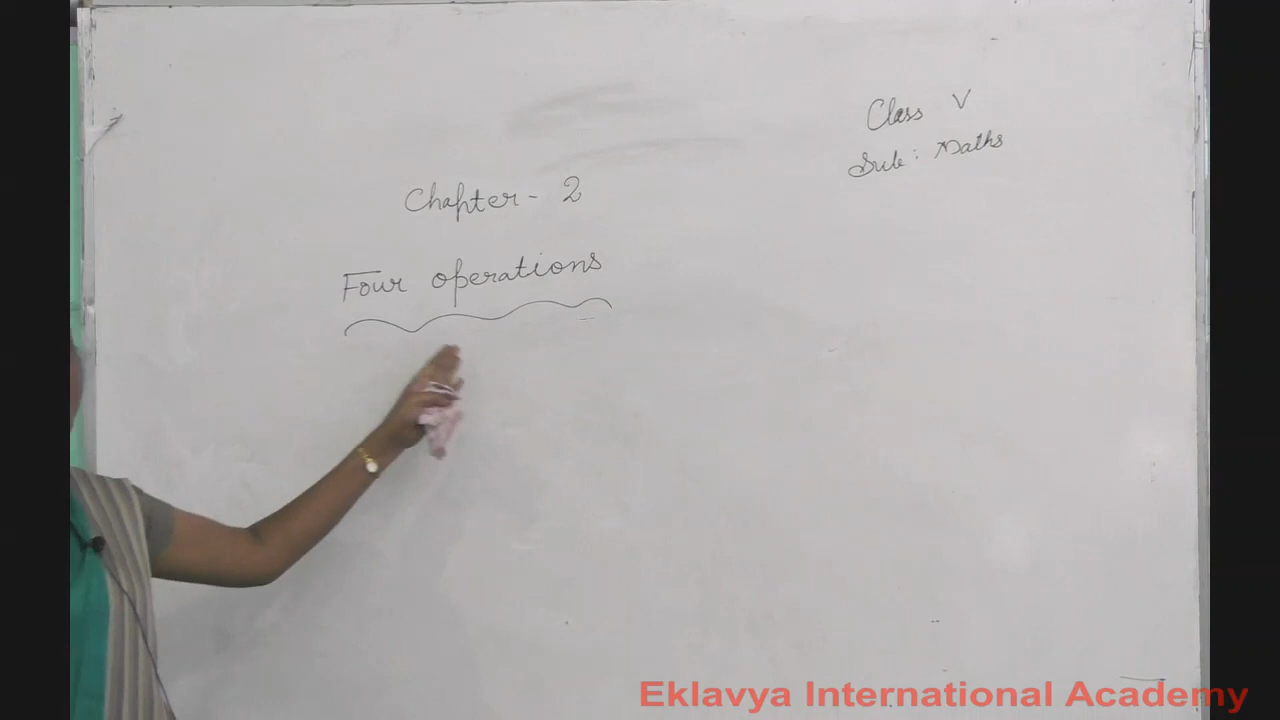 Class V
Sub: Maths
Chapter - 2
Four operations
Eklavya International Academy